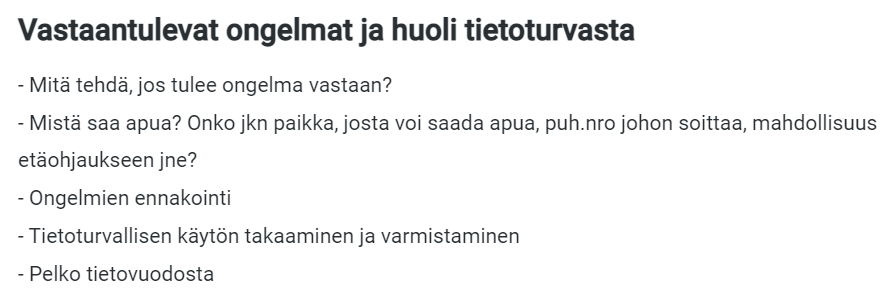 Vastaantulevat ongelmat ja huoli tietoturvasta
- Mitä tehdä, jos tulee ongelma vastaan?
- Mistä saa apua? Onko jkn paikka, josta voi saada apua, puh.nro johon soittaa, mahdollisuus
etäohjaukseen jne?
- Ongelmien ennakointi
- Tietoturvallisen käytön takaaminen ja varmistaminen
- Pelko tietovuodosta